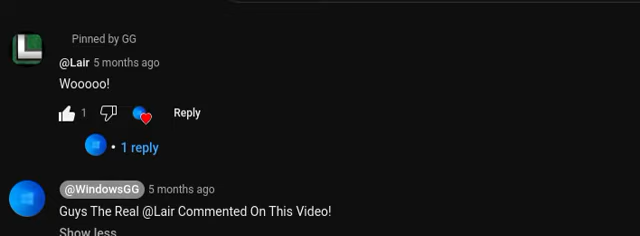 Pinned by GG
@Lair 5 months ago
Wooooo!
1 Reply
• 1 reply
@WindowsGG 5 months ago
Guys The Real @Lair Commented On This Video!
Show less